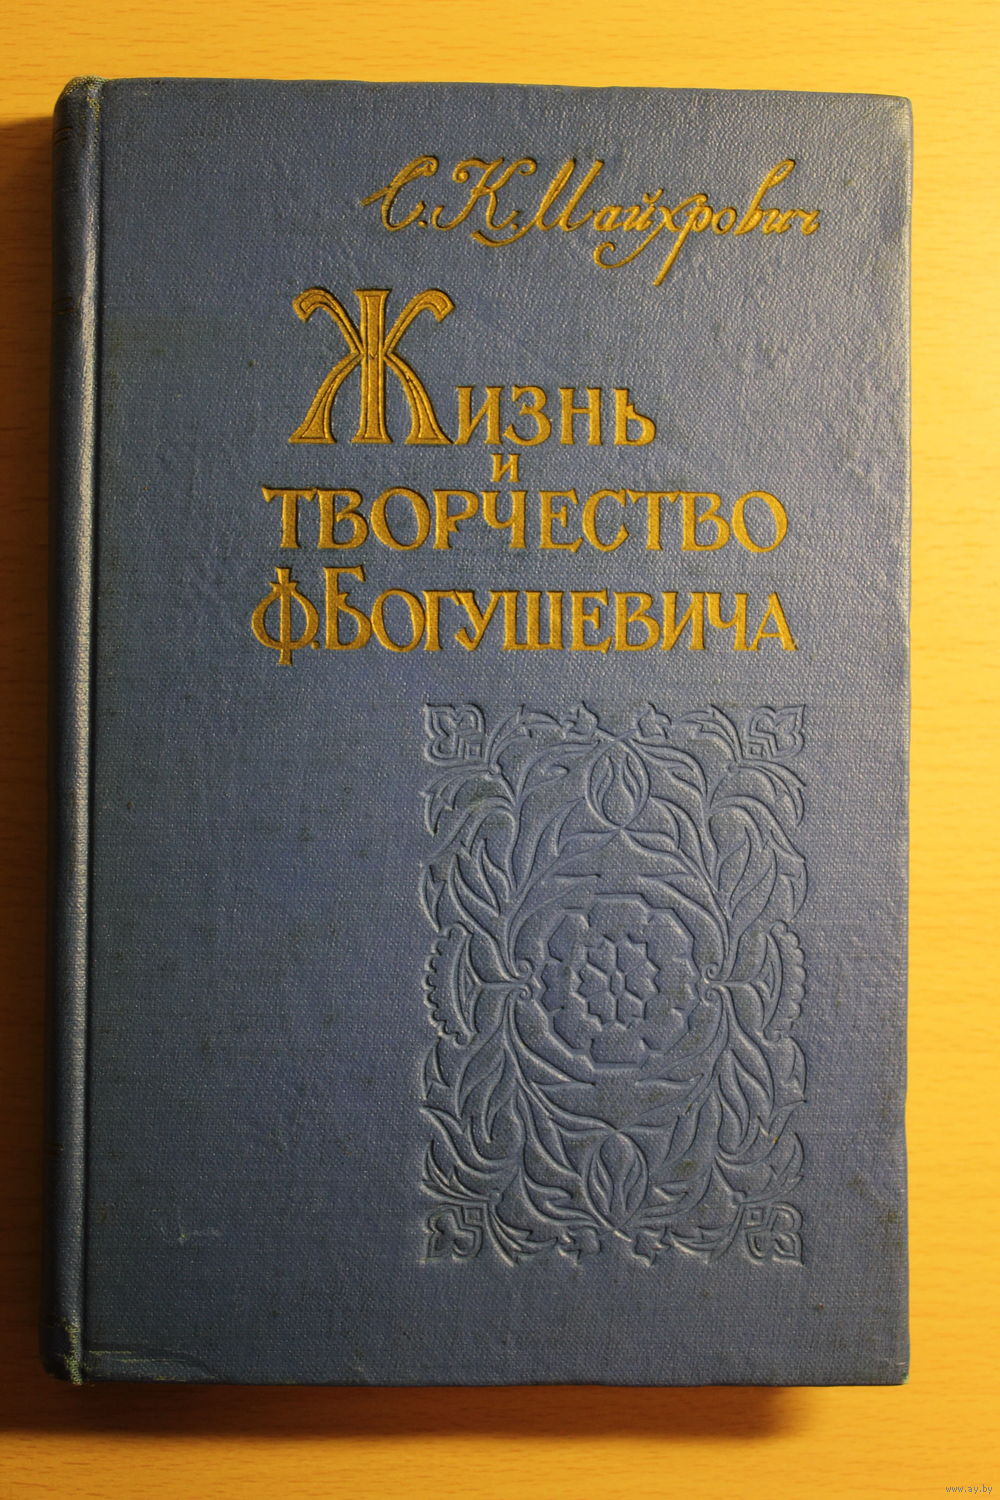 С. К. Майхрович
Жизнь
и
творчество
Ф. Богушевича
www.ay.by